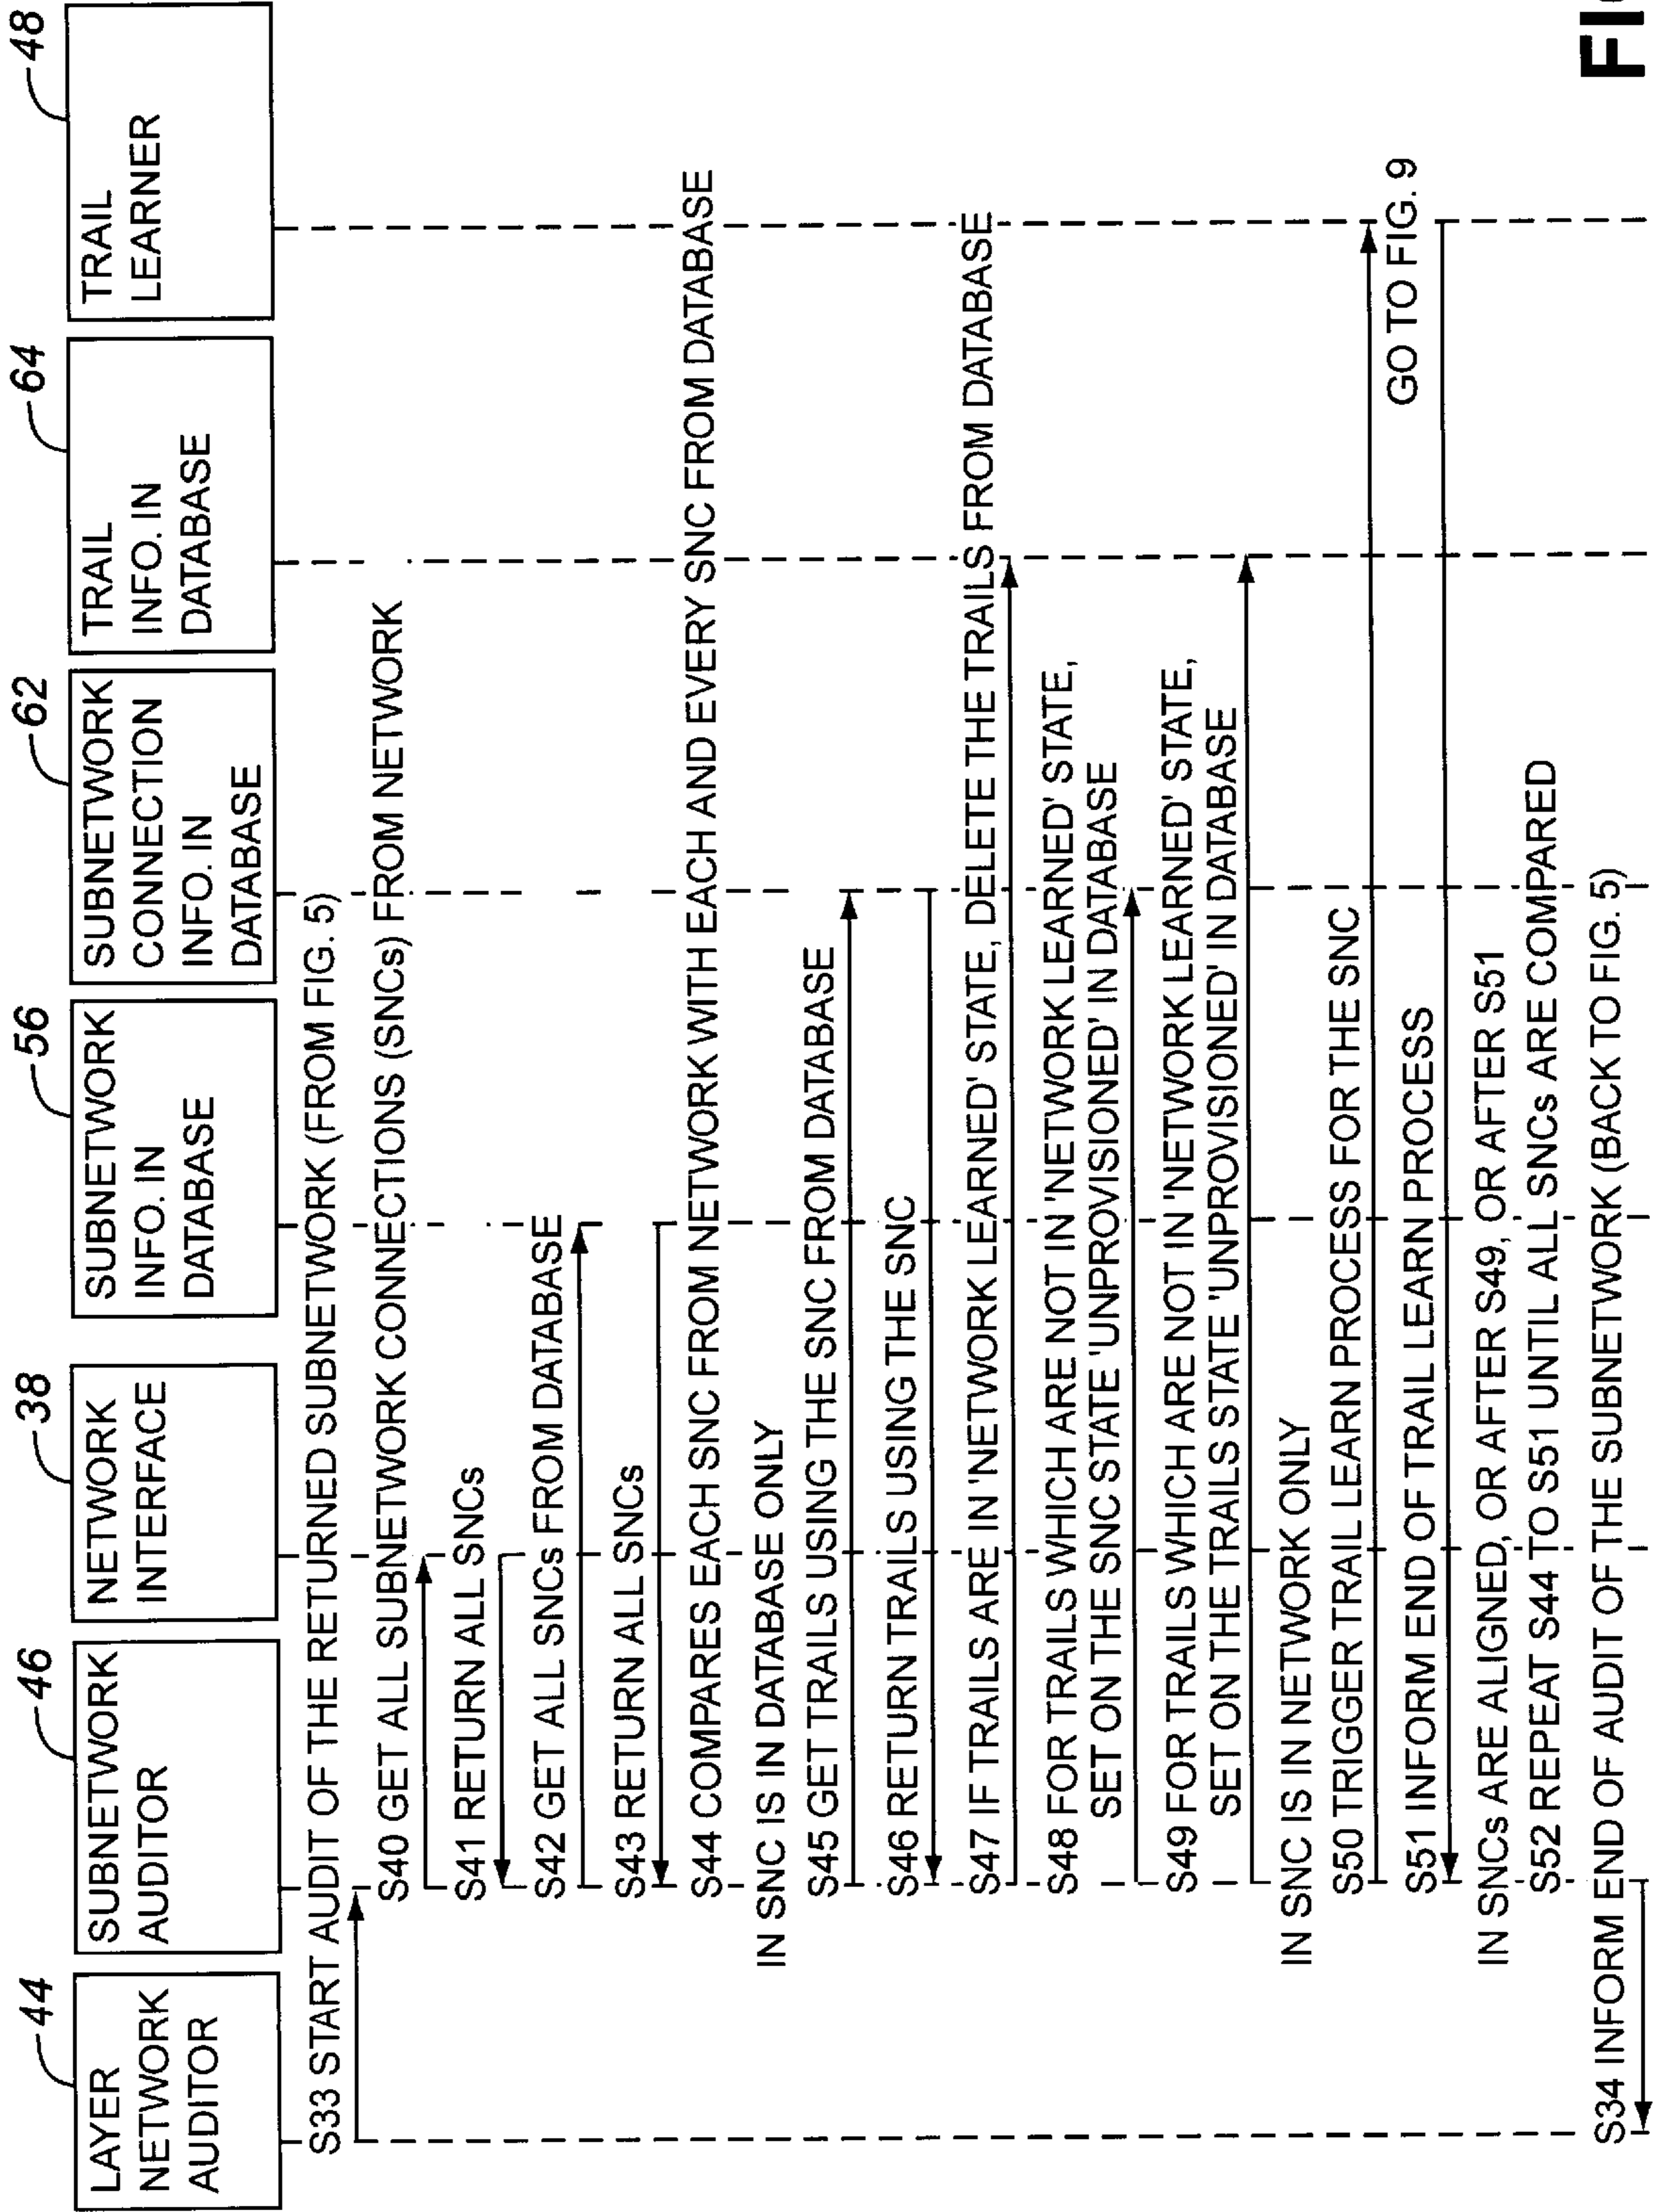 44
LAYER
NETWORK
AUDITOR
46
SUBNETWORK
AUDITOR
38
NETWORK
INTERFACE
56
SUBNETWORK
INFO. IN
DATABASE
62
SUBNETWORK
CONNECTION
INFO. IN
DATABASE
64
TRAIL
INFO. IN
DATABASE
48
TRAIL
LEARNER
S33 START AUDIT OF THE RETURNED SUBNETWORK (FROM FIG. 5)
S40 GET ALL SUBNETWORK CONNECTIONS (SNCs) FROM NETWORK
S41 RETURN ALL SNCs
S42 GET ALL SNCs FROM DATABASE
S43 RETURN ALL SNCs
S44 COMPARES EACH SNC FROM NETWORK WITH EACH AND EVERY SNC FROM DATABASE
IN SNC IS IN DATABASE ONLY
S45 GET TRAILS USING THE SNC FROM DATABASE
S46 RETURN TRAILS USING THE SNC
S47 IF TRAILS ARE IN 'NETWORK LEARNED' STATE, DELETE THE TRAILS FROM DATABASE
S48 FOR TRAILS WHICH ARE NOT IN 'NETWORK LEARNED' STATE,
SET ON THE SNC STATE 'UNPROVISIONED' IN DATABASE
S49 FOR TRAILS WHICH ARE NOT IN 'NETWORK LEARNED' STATE,
SET ON THE TRAILS STATE 'UNPROVISIONED' IN DATABASE
IN SNC IS IN NETWORK ONLY
S50 TRIGGER TRAIL LEARN PROCESS FOR THE SNC
GO TO FIG. 9
S51 INFORM END OF TRAIL LEARN PROCESS
IN SNCs ARE ALIGNED, OR AFTER S49, OR AFTER S51
S52 REPEAT S44 TO S51 UNTIL ALL SNCs ARE COMPARED
S34 INFORM END OF AUDIT OF THE SUBNETWORK (BACK TO FIG. 5)